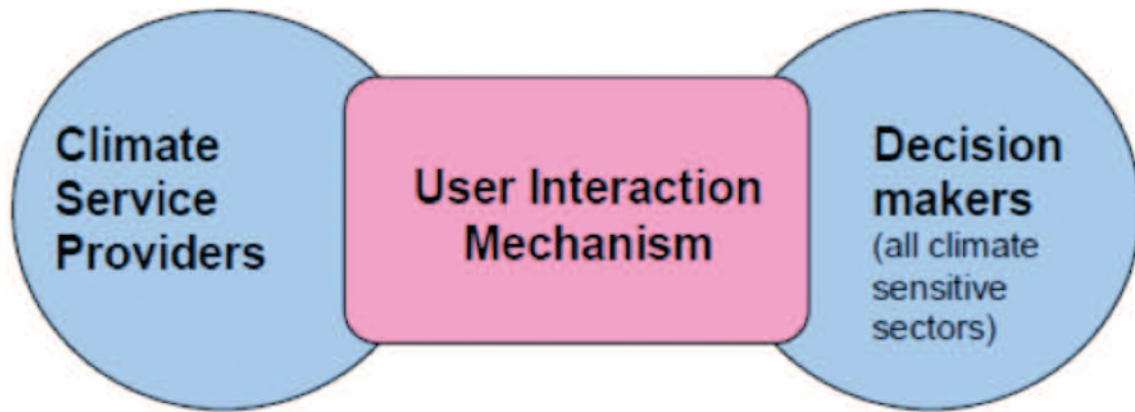 Climate
Service
Providers
User Interaction
Mechanism
Decision
makers
(all climate
sensitive
sectors)